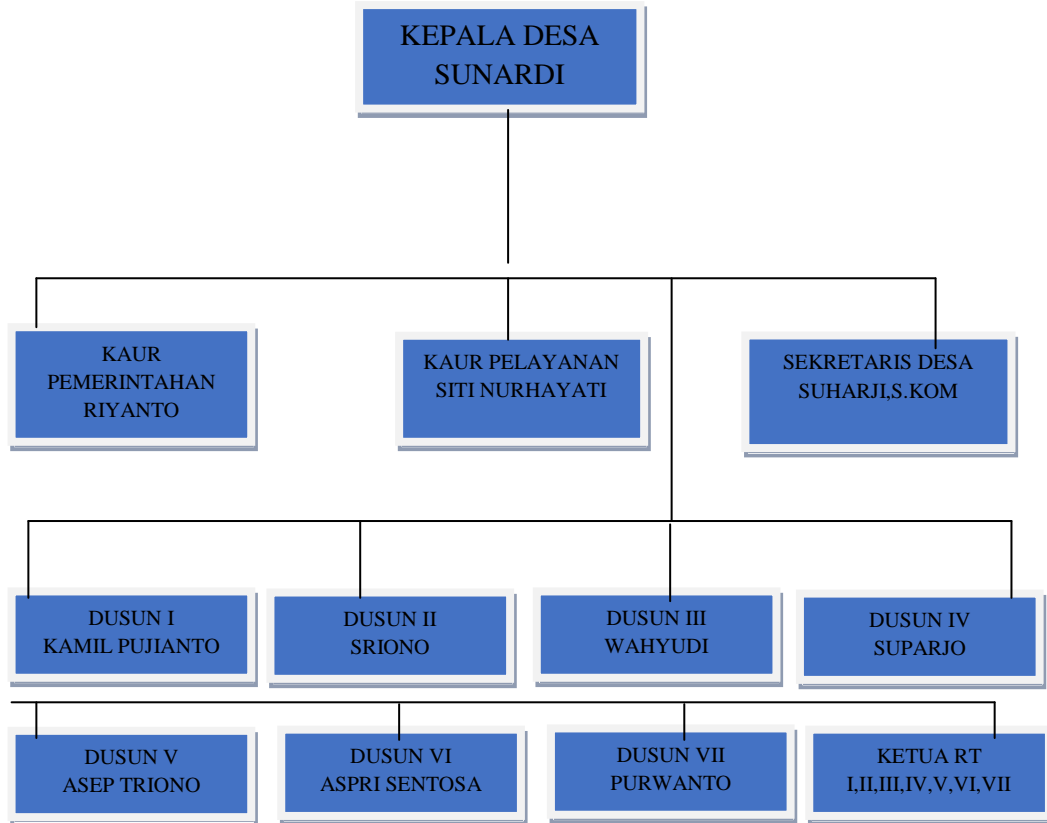 KEPALA DESA
SUNARDI
KAUR
PEMERINTAHAN
RIYANTO
KAUR PELAYANAN
SITI NURHAYATI
SEKRETARIS DESA
SUHARJI,S.KOM
DUSUN I
KAMIL PUJIANTO
DUSUN II
SRIONO
DUSUN III
WAHYUDI
DUSUN IV
SUPARJO
DUSUN V
ASEP TRIONO
DUSUN VI
ASPRI SENTOSA
DUSUN VII
PURWANTO
KETUA RT
I,II,III,IV,V,VI,VII